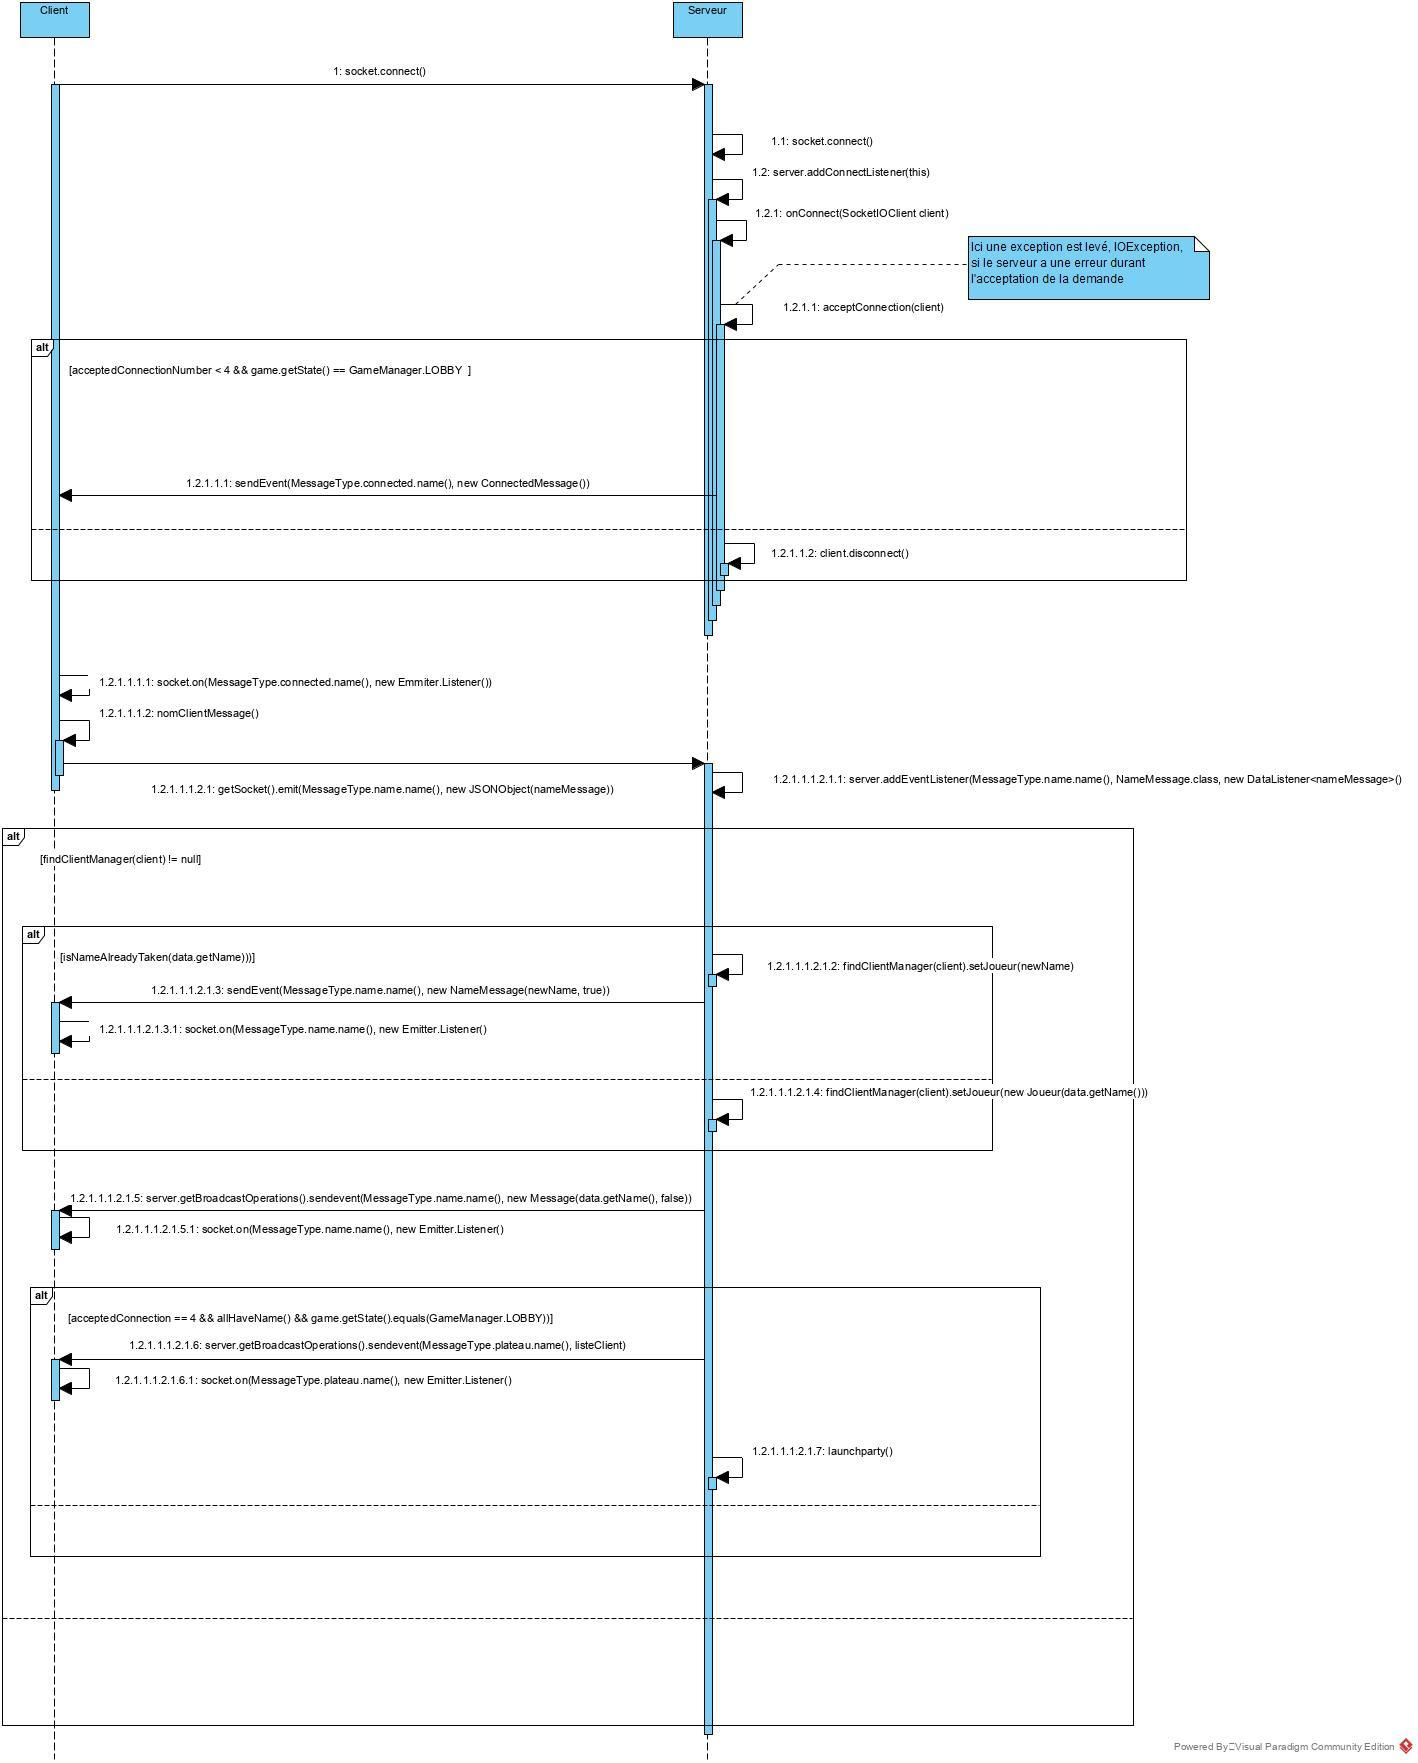 Client
Serveur
1: socket.connect()
1.1: socket.connect()
1.2: server.addConnectListener(this)
1.2.1: onConnect(SocketIOClient client)
Ici une exception est levé, IOException,
si le serveur a une erreur durant
l'acceptation de la demande
1.2.1.1: acceptConnection(client)
alt
[acceptedConnectionNumber < 4 && game.getState() == GameManager.LOBBY  ]
1.2.1.1.1: sendEvent(MessageType.connected.name(), new ConnectedMessage())
1.2.1.1.2: client.disconnect()
1.2.1.1.1.1: socket.on(MessageType.connected.name(), new Emmiter.Listener())
1.2.1.1.1.2: nomClientMessage()
1.2.1.1.1.2.1: getSocket().emit(MessageType.name.name(), new JSONObject(nameMessage))
1.2.1.1.1.2.1.1: server.addEventListener(MessageType.name.name(), NameMessage.class, new DataListener<nameMessage>()
alt
[findClientManager(client) != null]
alt
[isNameAlreadyTaken(data.getName)))]
1.2.1.1.1.2.1.2: findClientManager(client).setJoueur(newName)
1.2.1.1.1.2.1.3: sendEvent(MessageType.name.name(), new NameMessage(newName, true))
1.2.1.1.1.2.1.3.1: socket.on(MessageType.name.name(), new Emitter.Listener()
1.2.1.1.1.2.1.4: findClientManager(client).setJoueur(new Joueur(data.getName()))
1.2.1.1.1.2.1.5: server.getBroadcastOperations().sendevent(MessageType.name.name(), new Message(data.getName(), false))
1.2.1.1.1.2.1.5.1: socket.on(MessageType.name.name(), new Emitter.Listener()
alt
[acceptedConnection == 4 && allHaveName() && game.getState().equals(GameManager.LOBBY))]
1.2.1.1.1.2.1.6: server.getBroadcastOperations().sendevent(MessageType.plateau.name(), listeClient)
1.2.1.1.1.2.1.6.1: socket.on(MessageType.plateau.name(), new Emitter.Listener()
1.2.1.1.1.2.1.7: launchparty()
Powered By Visual Paradigm Community Edition